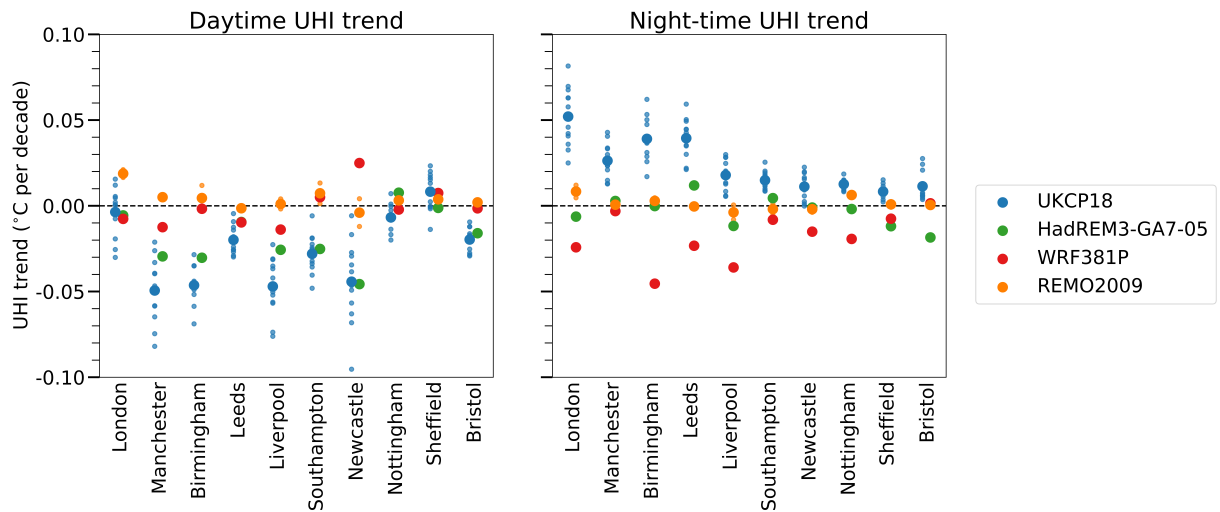 Daytime UHI trend
Night-time UHI trend
UHI trend (°C per decade)
0.10
0.05
0.00
-0.05
-0.10
London
Manchester
Birmingham
Leeds
Liverpool
Southampton
Newcastle
Nottingham
Sheffield
Bristol
London
Manchester
Birmingham
Leeds
Liverpool
Southampton
Newcastle
Nottingham
Sheffield
Bristol
UKCP18
HadREM3-GA7-05
WRF381P
REMO2009